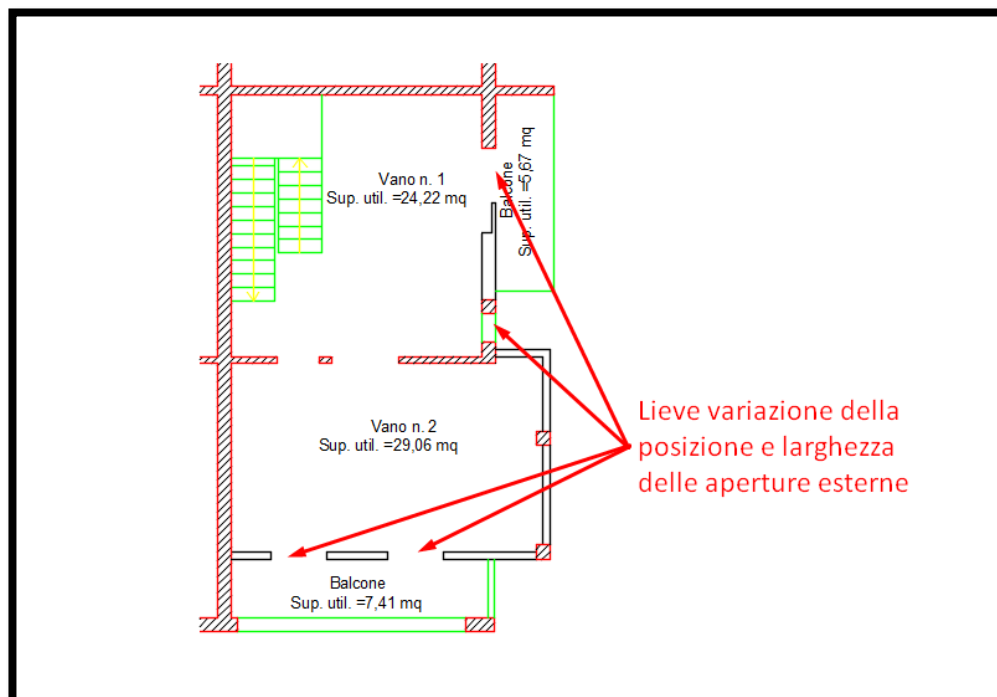 Vano n. 1
Sup. util. =24,22 mq
Balcone
Sup. util. =5,67 mq
Vano n. 2
Sup. util. =29,06 mq
Lieve variazione della
posizione e larghezza
delle aperture esterne
Balcone
Sup. util. =7,41 mq